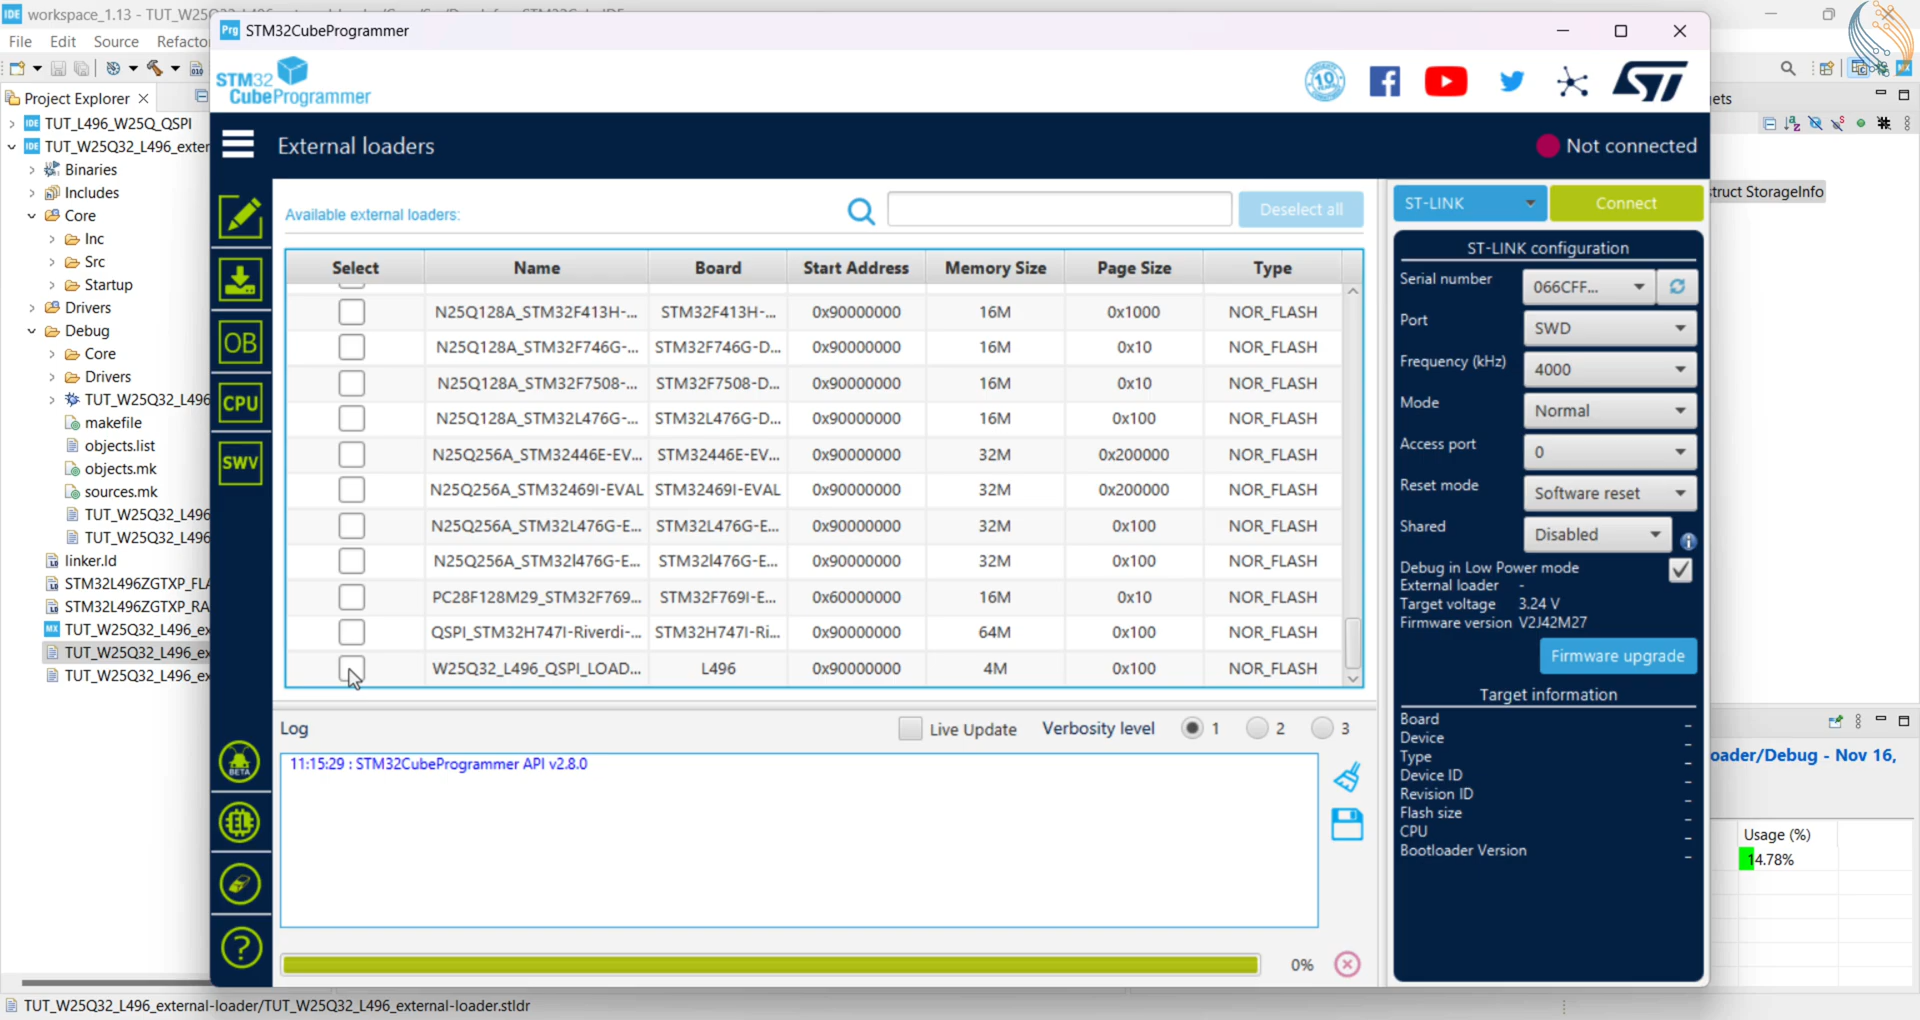 IDE workspace_1.13 - TUT_W25Q
File Edit Source Refacto
Project Explorer
IDE TUT_L496_W25Q_QSPI
IDE TUT_W25Q32_L496_exter
Binaries
Includes
Core
Inc
Src
Startup
Drivers
Debug
Core
Drivers
TUT_W25Q32_L496
makefile
objects.list
objects.mk
sources.mk
TUT_W25Q32_L496
TUT_W25Q32_L496
linker.ld
STM32L496ZGTXP_FLA
STM32L496ZGTXP_RA
MX TUT_W25Q32_L496_ex
TUT_W25Q32_L496_ex
TUT_W25Q32_L496_ex
TUT_W25Q32_L496_external-loader/TUT_W25Q32_L496_external-loader.stldr
Prg STM32CubeProgrammer
STM32
CubeProgrammer
10
ST
External loaders
Not connected
OB
CPU
SWV
BETA
?
Available external loaders:
Deselect all
Select Name Board Start Address Memory Size Page Size Type
N25Q128A_STM32F413H-... STM32F413H-... 0x90000000 16M 0x1000 NOR_FLASH
N25Q128A_STM32F746G-... STM32F746G-D... 0x90000000 16M 0x10 NOR_FLASH
N25Q128A_STM32F7508-... STM32F7508-D... 0x90000000 16M 0x10 NOR_FLASH
N25Q128A_STM32L476G-... STM32L476G-D... 0x90000000 16M 0x100 NOR_FLASH
N25Q256A_STM32446E-EV... STM32446E-EV... 0x90000000 32M 0x200000 NOR_FLASH
N25Q256A_STM32469I-EVAL STM32469I-EVAL 0x90000000 32M 0x200000 NOR_FLASH
N25Q256A_STM32L476G-E... STM32L476G-E... 0x90000000 32M 0x100 NOR_FLASH
N25Q256A_STM32l476G-E... STM32l476G-E... 0x90000000 32M 0x100 NOR_FLASH
PC28F128M29_STM32F769... STM32F769I-E... 0x60000000 16M 0x10 NOR_FLASH
QSPI_STM32H747I-Riverdi-... STM32H747I-Ri... 0x90000000 64M 0x100 NOR_FLASH
W25Q32_L496_QSPI_LOAD... L496 0x90000000 4M 0x100 NOR_FLASH
Log
Live Update Verbosity level 1 2 3
11:15:29 : STM32CubeProgrammer API v2.8.0
0%
ST-LINK Connect
ST-LINK configuration
Serial number 066CFF...
Port SWD
Frequency (kHz) 4000
Mode Normal
Access port 0
Reset mode Software reset
Shared Disabled
Debug in Low Power mode
External loader -
Target voltage 3.24 V
Firmware version V2J42M27
Firmware upgrade
Target information
Board -
Device -
Type -
Device ID -
Revision ID -
Flash size -
CPU -
Bootloader Version -
ets
truct StorageInfo
oader/Debug - Nov 16,
Usage (%)
14.78%